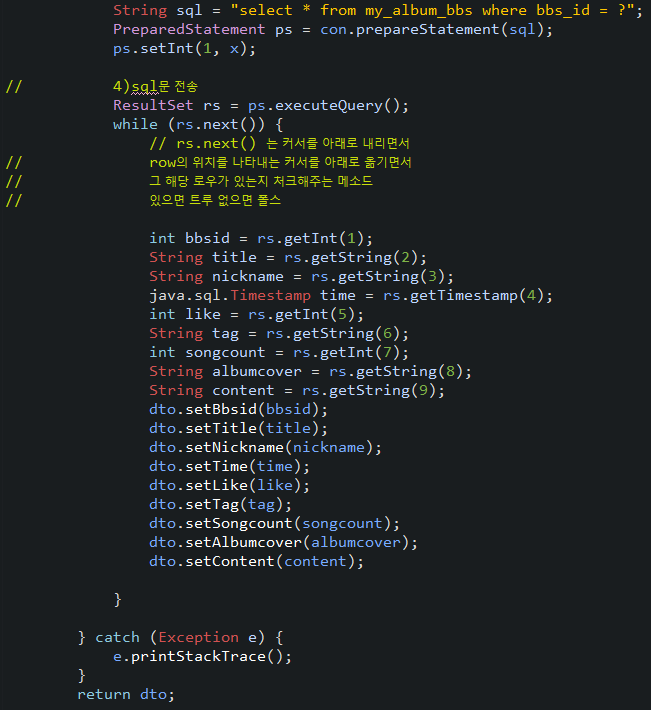 String sql = "select * from my_album_bbs where bbs_id = ?";
PreparedStatement ps = con.prepareStatement(sql);
ps.setInt(1, x);
// 4)sql문 전송
ResultSet rs = ps.executeQuery();
while (rs.next()) {
// rs.next() 는 커서를 아래로 내리면서
// row의 위치를 나타내는 커서를 아래로 옮기면서
// 그 해당 로우가 있는지 처크해주는 메소드
// 있으면 트루 없으면 폴스
int bbsid = rs.getInt(1);
String title = rs.getString(2);
String nickname = rs.getString(3);
java.sql.Timestamp time = rs.getTimestamp(4);
int like = rs.getInt(5);
String tag = rs.getString(6);
int songcount = rs.getInt(7);
String albumcover = rs.getString(8);
String content = rs.getString(9);
dto.setBbsid(bbsid);
dto.setTitle(title);
dto.setNickname(nickname);
dto.setTime(time);
dto.setLike(like);
dto.setTag(tag);
dto.setSongcount(songcount);
dto.setAlbumcover(albumcover);
dto.setContent(content);
}
} catch (Exception e) {
e.printStackTrace();
}
return dto;